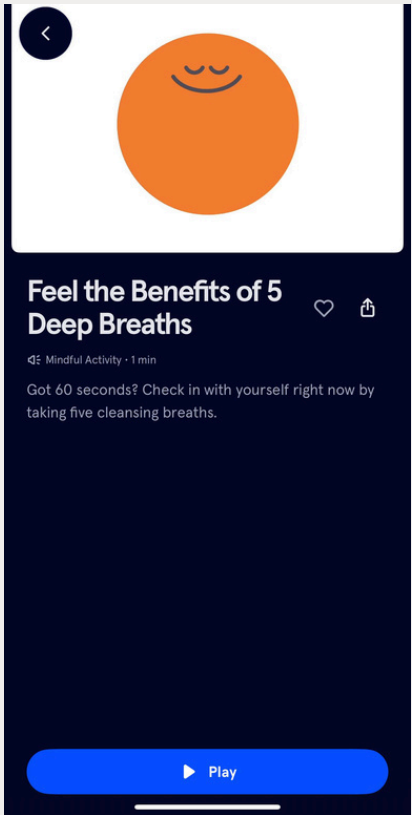 Feel the Benefits of 5
Deep Breaths
Mindful Activity • 1 min
Got 60 seconds? Check in with yourself right now by
taking five cleansing breaths.
Play